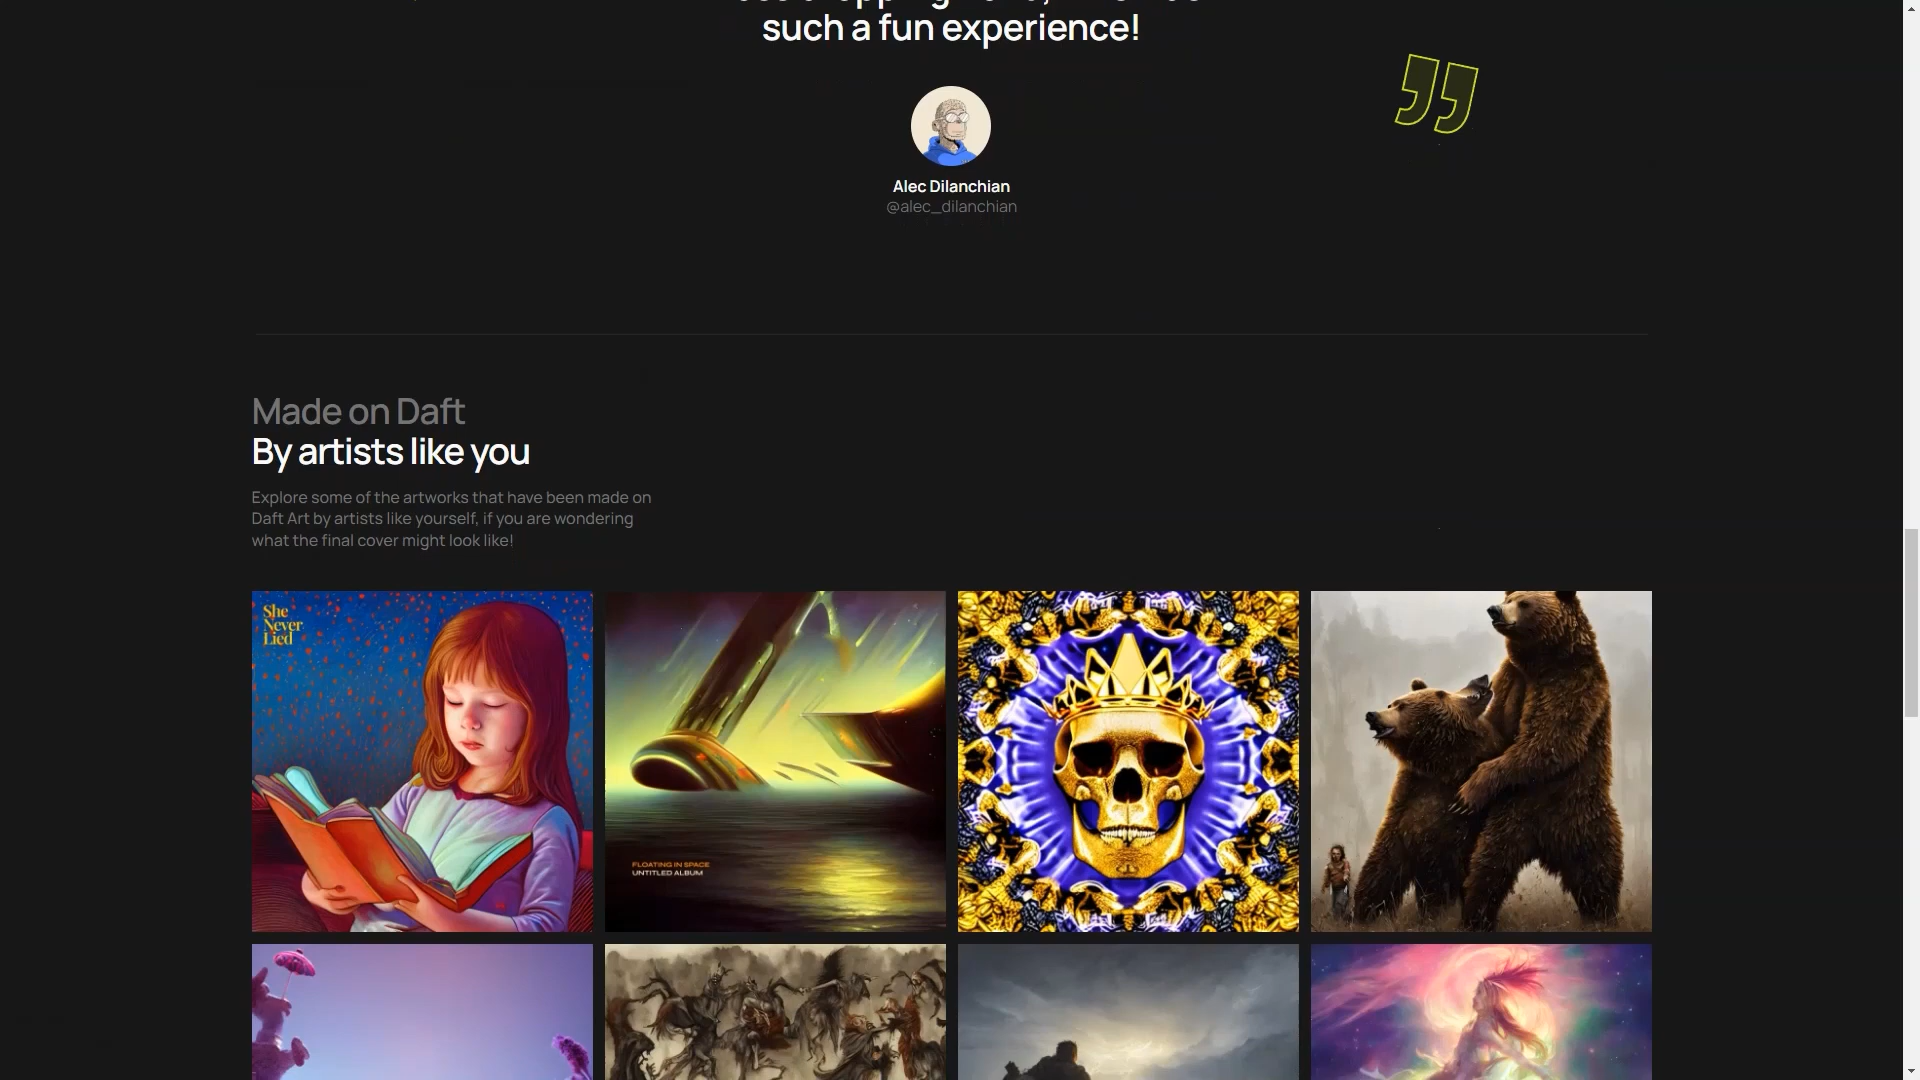 such a fun experience!
Alec Dilanchian
@alec_dilanchian
Made on Daft
By artists like you
Explore some of the artworks that have been made on
Daft Art by artists like yourself, if you are wondering
what the final cover might look like!
She
Never
Lied
FLOATING IN SPACE
UNTITLED ALBUM